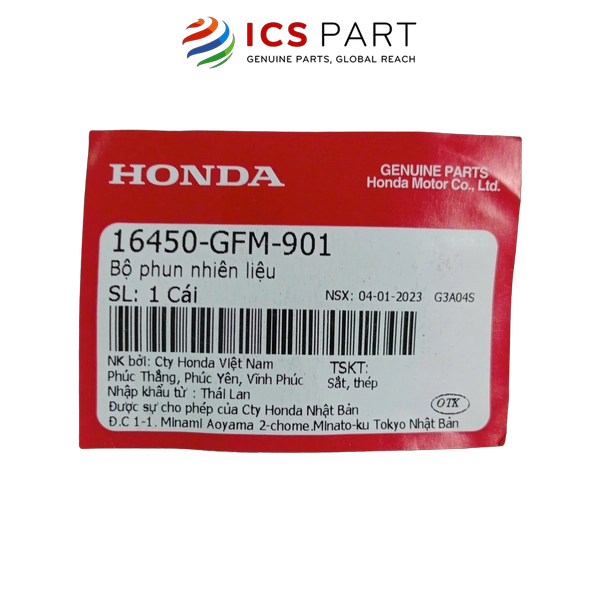 ICS PART
GENUINE PARTS, GLOBAL REACH
HONDA
GENUINE PARTS
Honda Motor Co., Ltd.
16450-GFM-901
Bộ phun nhiên liệu
SL: 1 Cái
NSX: 04-01-2023 G3A04S
NK bởi: Cty Honda Việt Nam
Phúc Thắng, Phúc Yên, Vĩnh Phúc
TSKT:
Sắt, thép
Nhập khẩu từ : Thái Lan
Được sự cho phép của Cty Honda Nhật Bản
Đ.C 1-1. Minami Aoyama 2-chome.Minato-ku Tokyo Nhật Bản
OTK